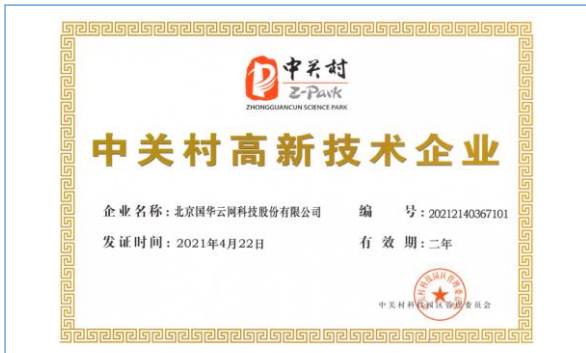 中关村
Z-Park
ZHONGGUANCUN SCIENCE PARK
中关村高新技术企业
企业名称：北京国华云网科技股份有限公司 编 号：20212140367101
发证时间：2021年4月22日 有 效 期：二年
中关村科技园区管理委员会